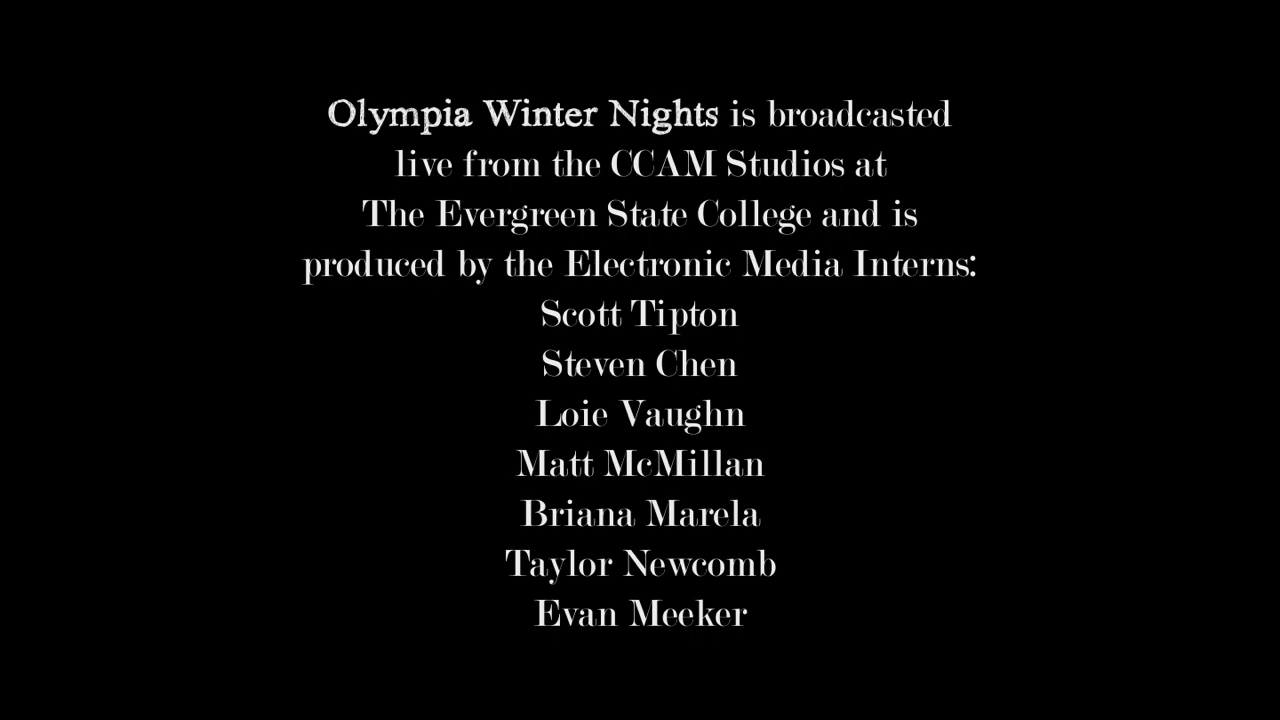 Olympia Winter Nights is broadcasted
live from the CCAM Studios at
The Evergreen State College and is
produced by the Electronic Media Interns:
Scott Tipton
Steven Chen
Loie Vaughn
Matt McMillan
Briana Marela
Taylor Newcomb
Evan Meeker